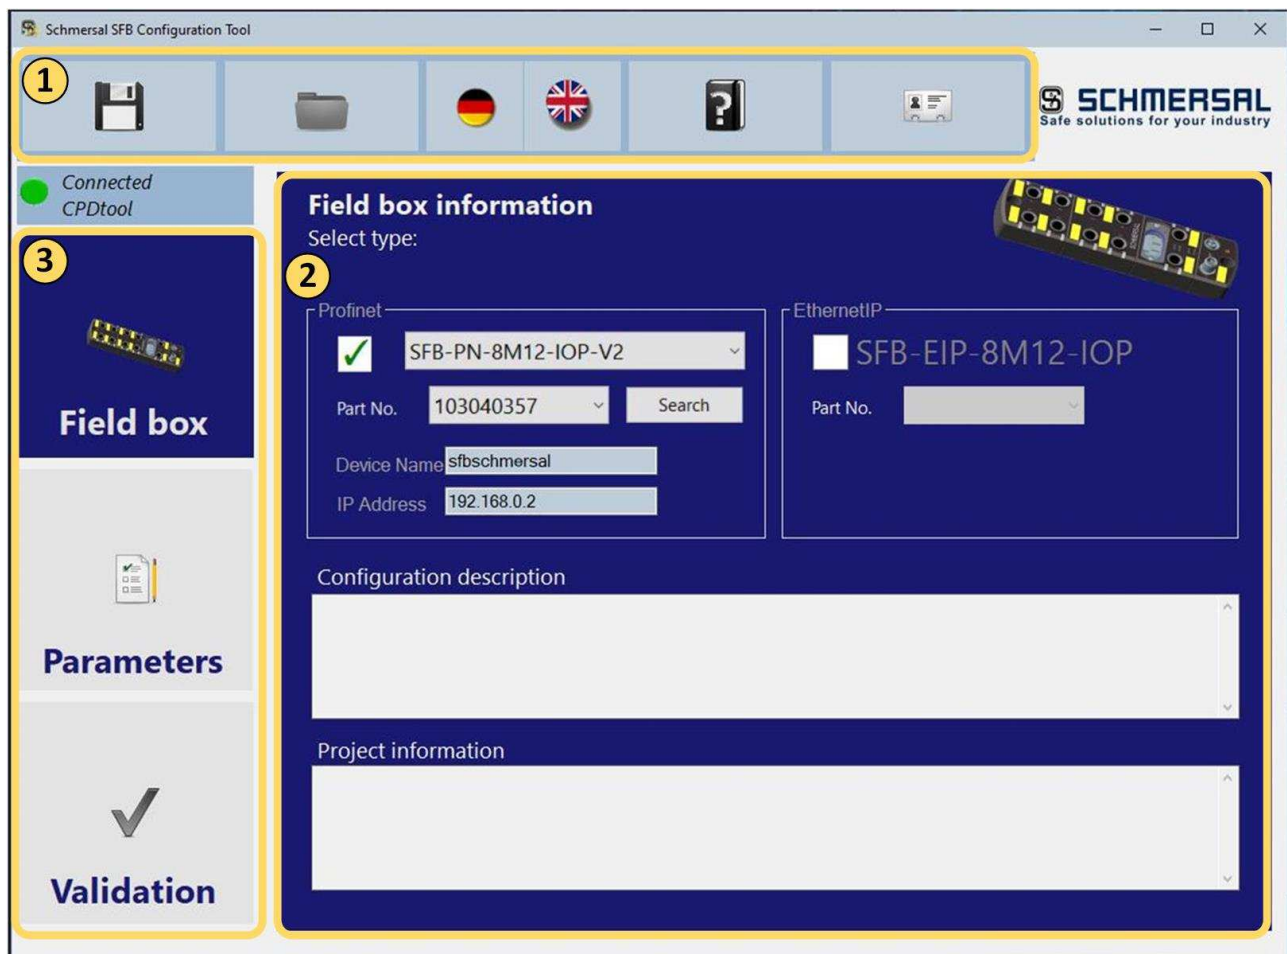 Schmersal SFB Configuration Tool
1
?
SCHMERSAL
Safe solutions for your industry
Connected
CPDtool
3
Field box
Parameters
Validation
2
Field box information
Select type:
Profinet
SFB-PN-8M12-IOP-V2
Part No. 103040357 Search
Device Name sfbschmersal
IP Address 192.168.0.2
EthernetIP
SFB-EIP-8M12-IOP
Part No.
Configuration description
Project information